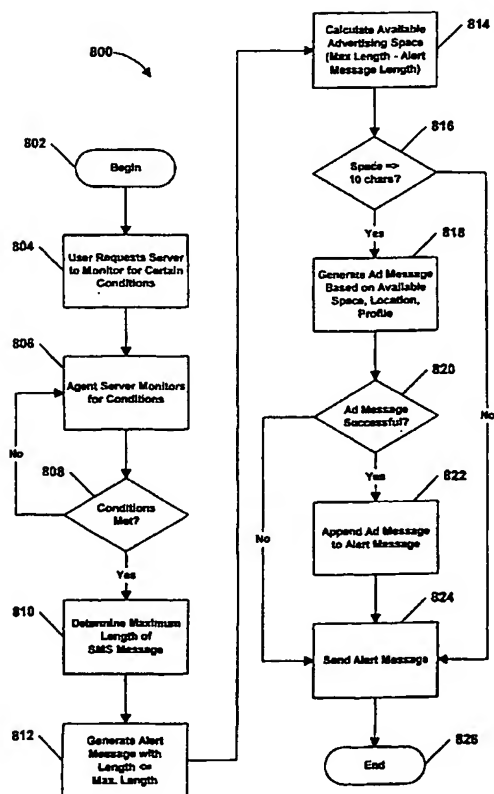 800
802
Begin
804
User Requests Server
to Monitor for Certain
Conditions
806
Agent Server Monitors
for Conditions
No
808
Conditions
Met?
Yes
810
Determine Maximum
Length of
SMS Message
812
Generate Alert
Message with
Length <=
Max. Length
814
Calculate Available
Advertising Space
(Max Length - Alert
Message Length)
816
Space =>
10 chars?
Yes
818
Generate Ad Message
Based on Available
Space, Location,
Profile
820
Ad Message
Successful?
No
Yes
No
822
Append Ad Message
to Alert Message
824
Send Alert Message
End
826